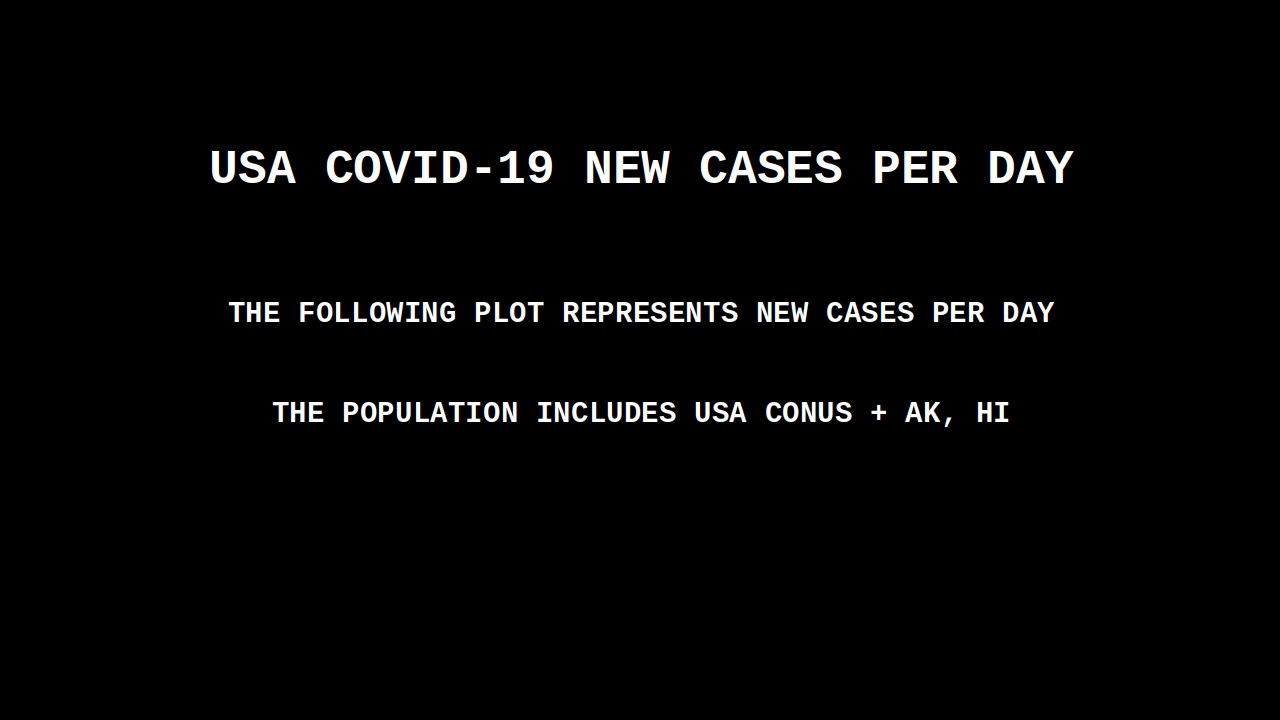 USA COVID-19 NEW CASES PER DAY
THE FOLLOWING PLOT REPRESENTS NEW CASES PER DAY
THE POPULATION INCLUDES USA CONUS + AK, HI